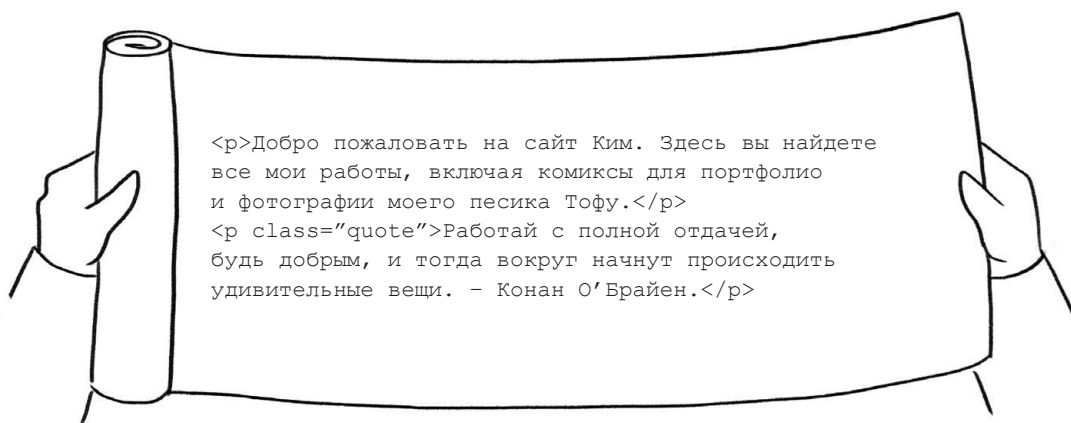 <p>Добро пожаловать на сайт Ким. Здесь вы найдете
все мои работы, включая комиксы для портфолио
и фотографии моего песика Тофу.</p>
<p class=”quote”>Работай с полной отдачей,
будь добрым, и тогда вокруг начнут происходить
удивительные вещи. – Конан О’Брайен.</p>